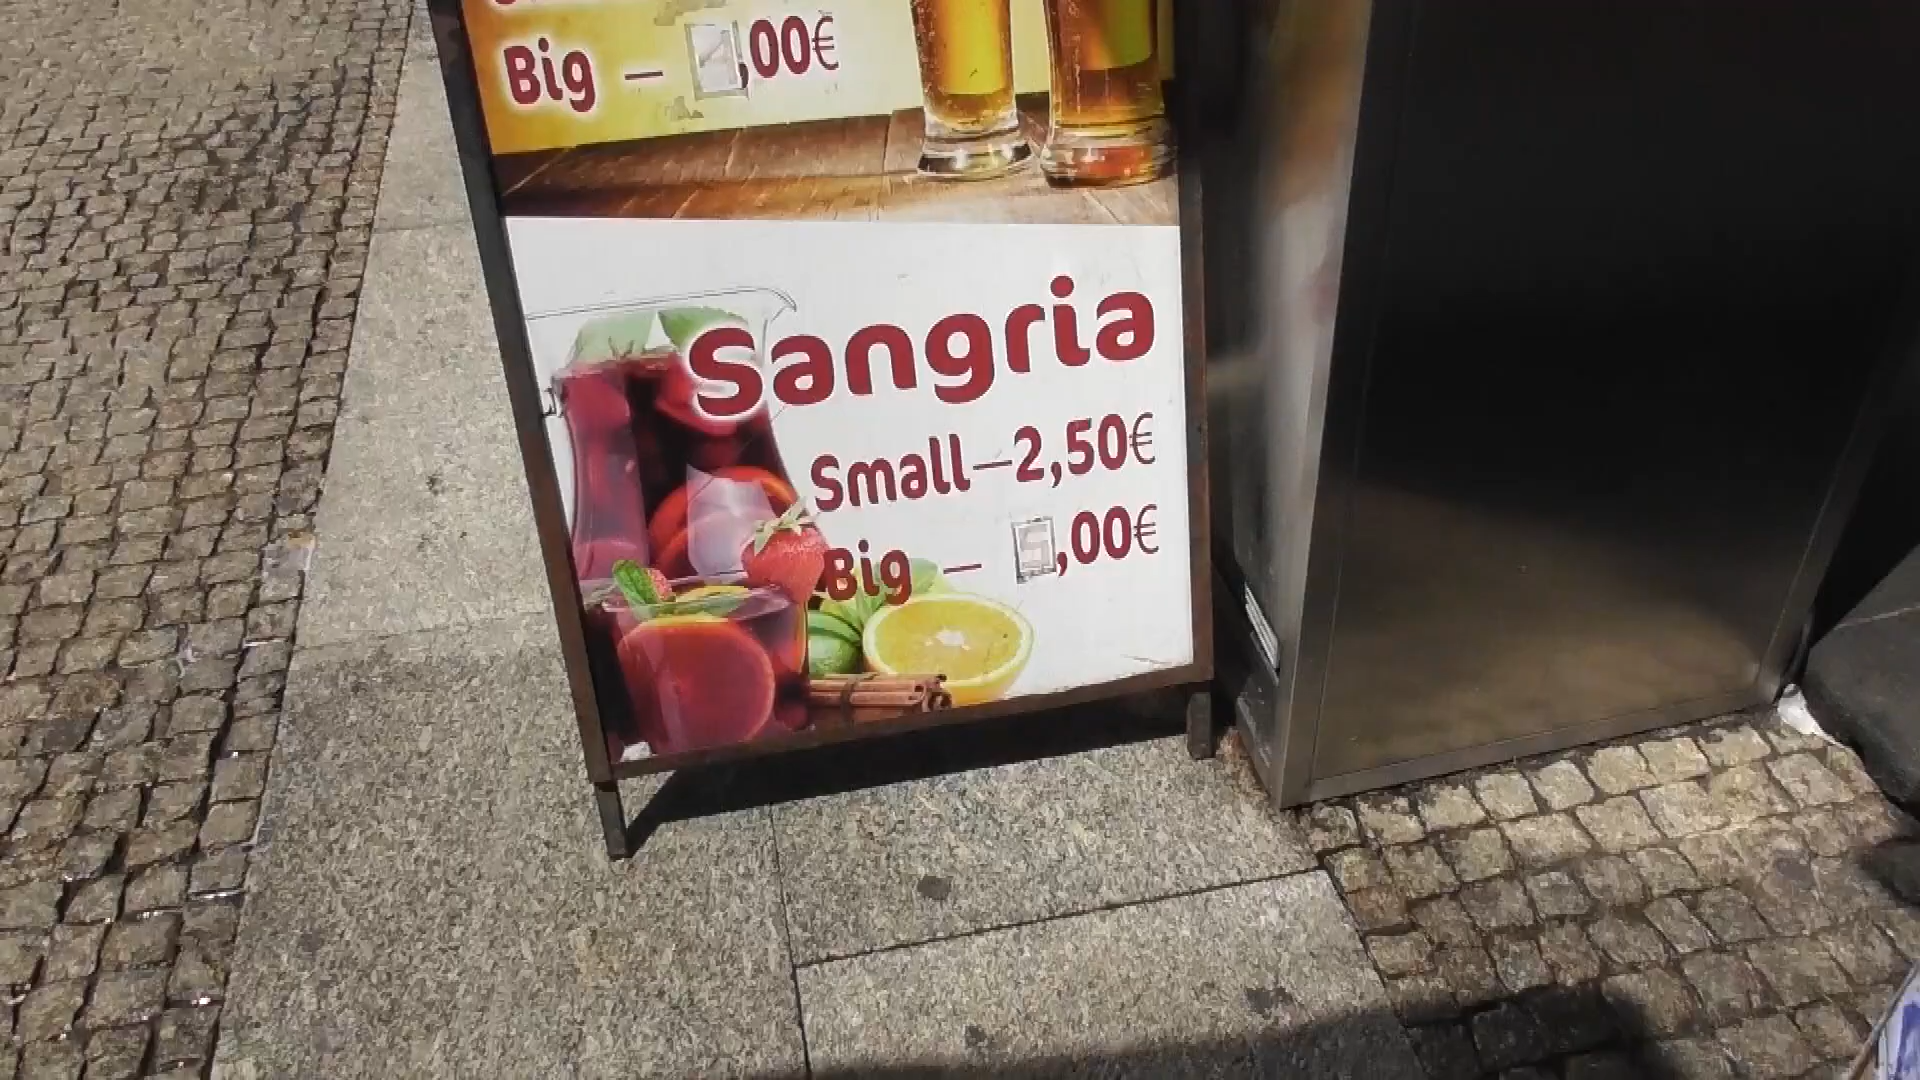 Big – ,00€
Sangria
Small–2,50€
Big – ,00€